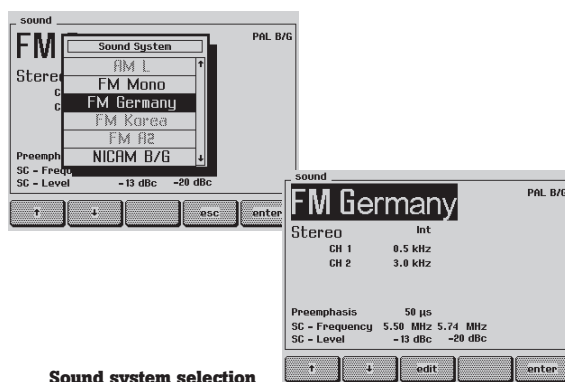 sound
FM
PAL B/G
Sound System
AM L
FM Mono
FM Germany
FM Korea
FM A2
NICAM B/G
Stere
C
C
Preemph
SC - Frequ
SC - Level -13 dBc -20 dBc
↑ ↓ esc enter
sound
FM Germany
PAL B/G
Stereo Int
CH 1 0.5 kHz
CH 2 3.0 kHz
Preemphasis 50 µs
SC - Frequency 5.50 MHz 5.74 MHz
SC - Level -13 dBc -20 dBc
↑ ↓ edit enter
Sound system selection